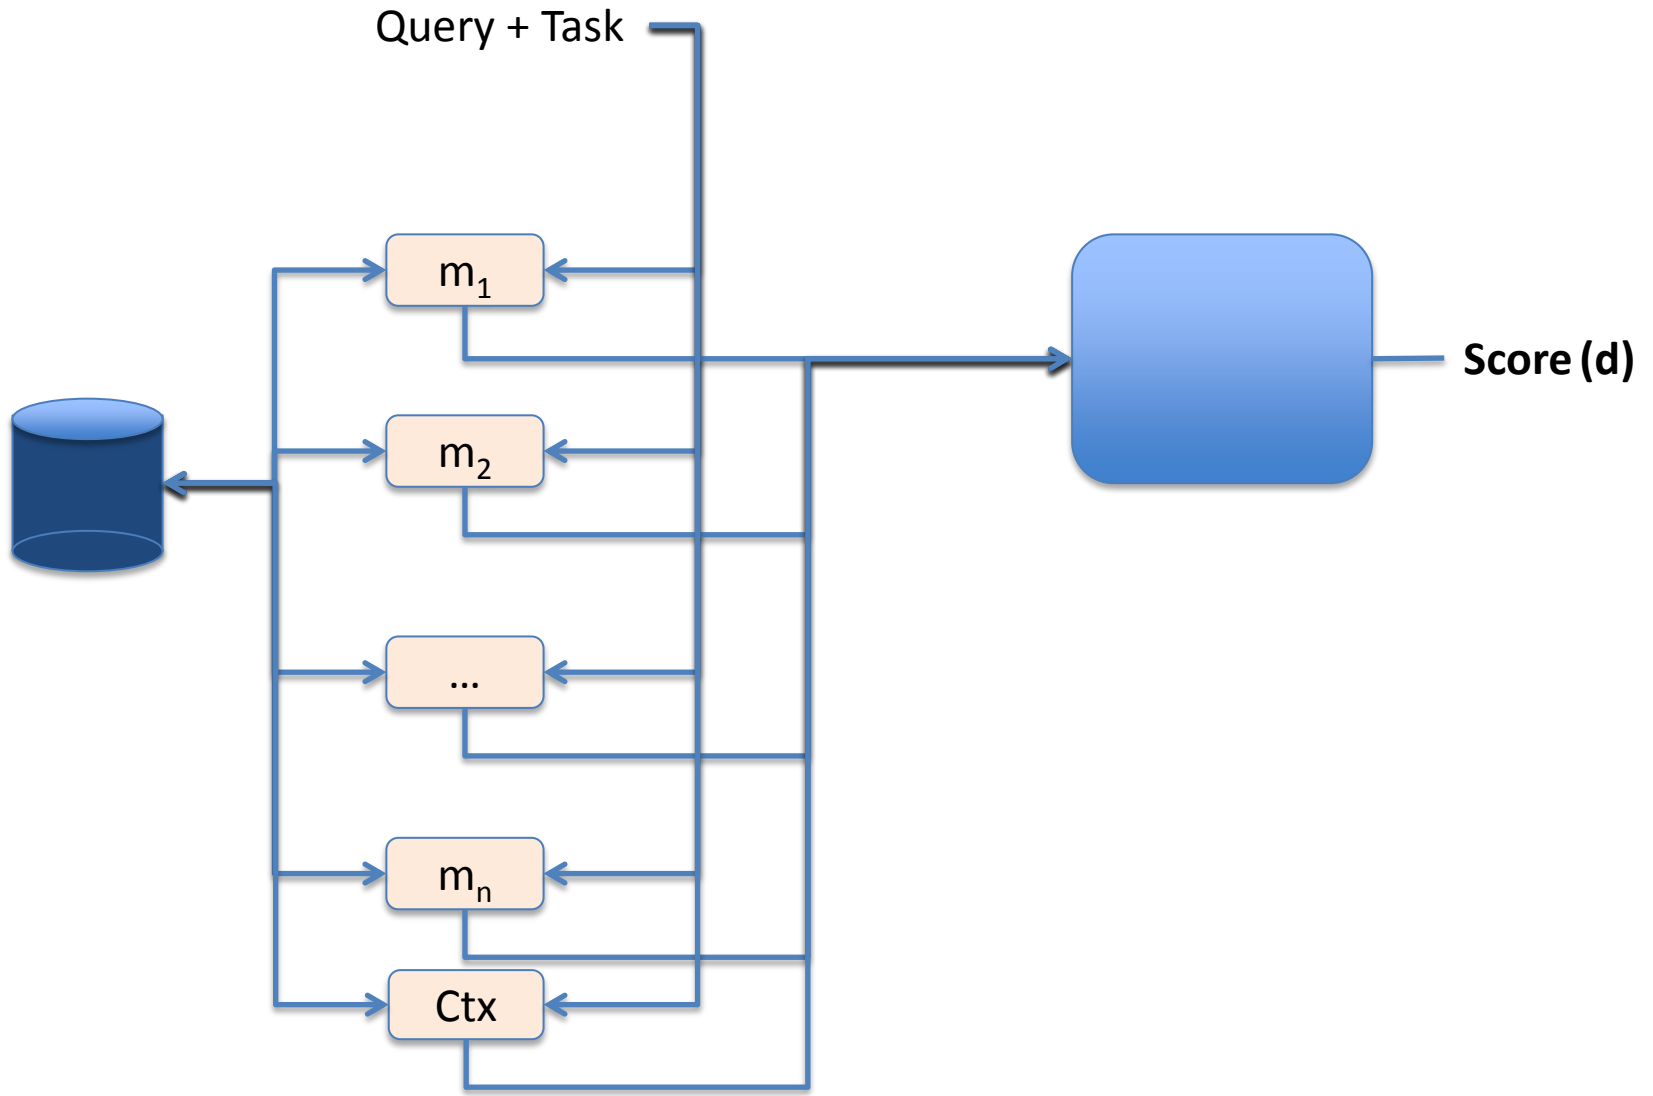 Query + Task
m₁
Score (d)
m₂
...
mₙ
Ctx